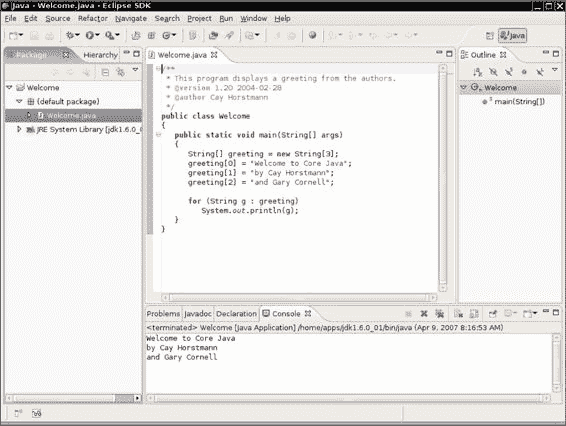 Java - Welcome.java - Eclipse SDK
File Edit Source Refactor Navigate Search Project Run Window Help
Java
Package Hierarchy
Welcome
(default package)
Welcome.java
JRE System Library [jdk1.6.0_
Welcome.java
/**
* This program displays a greeting from the authors.
* @version 1.20 2004-02-28
* @author Cay Horstmann
*/
public class Welcome
{
public static void main(String[] args)
{
String[] greeting = new String[3];
greeting[0] = "Welcome to Core Java";
greeting[1] = "by Cay Horstmann";
greeting[2] = "and Gary Cornell";
for (String g : greeting)
System.out.println(g);
}
}
Outline
Welcome
main(String[])
Problems Javadoc Declaration Console
<terminated> Welcome [Java Application] /home/apps/jdk1.6.0_01/bin/java (Apr 9, 2007 8:16:53 AM)
Welcome to Core Java
by Cay Horstmann
and Gary Cornell